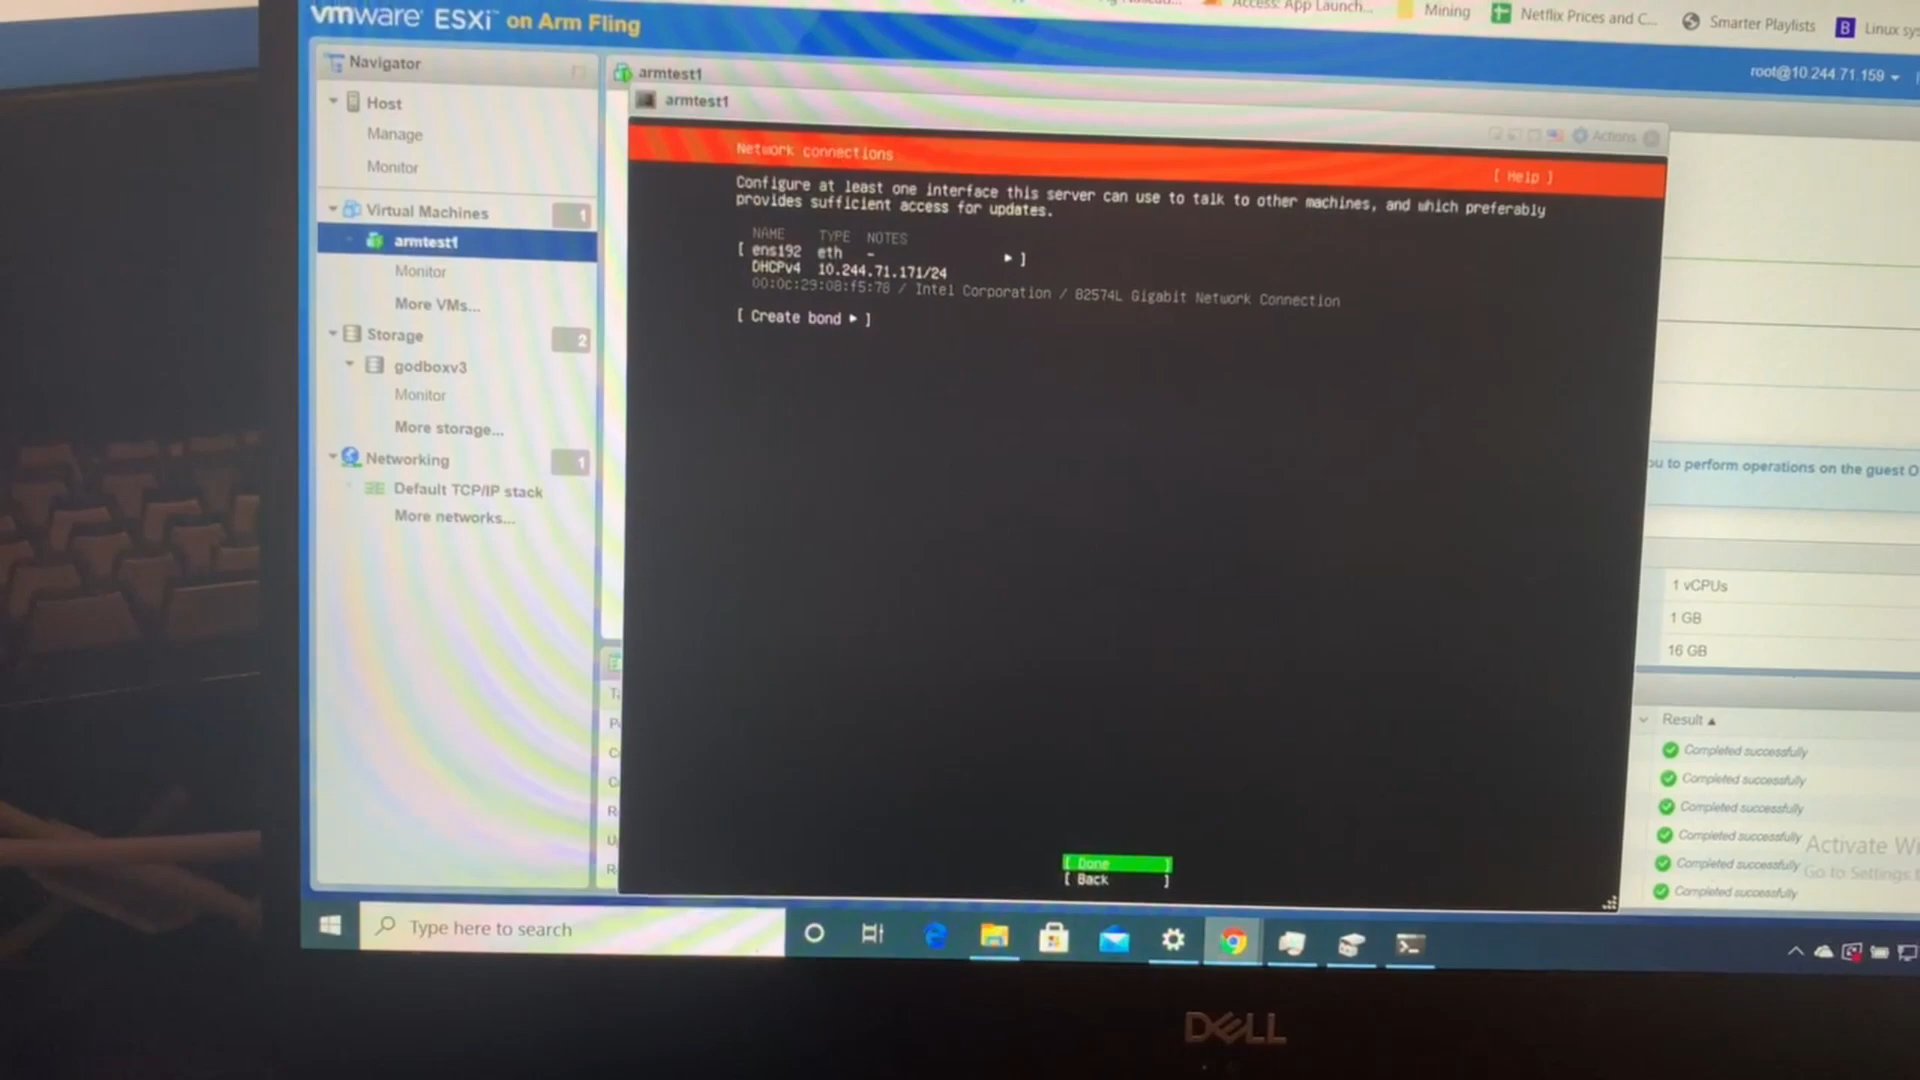 vmware ESXi on Arm Fling
Access: App Launch...
Mining
Netflix Prices and C...
Smarter Playlists
Linux sy
root@10.244.71.159
Navigator
Host
Manage
Monitor
Virtual Machines 1
armtest1
Monitor
More VMs...
Storage 2
godboxv3
Monitor
More storage...
Networking 1
Default TCP/IP stack
More networks...
armtest1
armtest1
Actions
Network connections [ Help ]
Configure at least one interface this server can use to talk to other machines, and which preferably
provides sufficient access for updates.
NAME TYPE NOTES
[ ens192 eth - ▸ ]
DHCPv4 10.244.71.171/24
00:0c:29:08:f5:78 / Intel Corporation / 82574L Gigabit Network Connection
[ Create bond ▸ ]
[ Done ]
[ Back ]
ou to perform operations on the guest O
1 vCPUs
1 GB
16 GB
Result ▲
Completed successfully
Completed successfully
Completed successfully
Completed successfully
Completed successfully
Completed successfully
Activate Wi
Go to Settings t
Type here to search
DELL